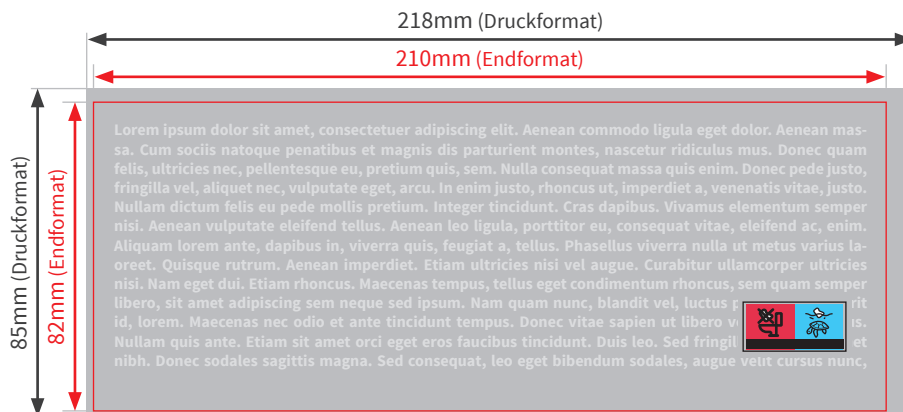 218mm (Druckformat)
210mm (Endformat)
85mm (Druckformat)
82mm (Endformat)
Lorem ipsum dolor sit amet, consectetuer adipiscing elit. Aenean commodo ligula eget dolor. Aenean mas-
sa. Cum sociis natoque penatibus et magnis dis parturient montes, nascetur ridiculus mus. Donec quam
felis, ultricies nec, pellentesque eu, pretium quis, sem. Nulla consequat massa quis enim. Donec pede justo,
fringilla vel, aliquet nec, vulputate eget, arcu. In enim justo, rhoncus ut, imperdiet a, venenatis vitae, justo.
Nullam dictum felis eu pede mollis pretium. Integer tincidunt. Cras dapibus. Vivamus elementum semper
nisi. Aenean vulputate eleifend tellus. Aenean leo ligula, porttitor eu, consequat vitae, eleifend ac, enim.
Aliquam lorem ante, dapibus in, viverra quis, feugiat a, tellus. Phasellus viverra nulla ut metus varius la-
oreet. Quisque rutrum. Aenean imperdiet. Etiam ultricies nisi vel augue. Curabitur ullamcorper ultricies
nisi. Nam eget dui. Etiam rhoncus. Maecenas tempus, tellus eget condimentum rhoncus, sem quam semper
libero, sit amet adipiscing sem neque sed ipsum. Nam quam nunc, blandit vel, luctus
id, lorem. Maecenas nec odio et ante tincidunt tempus. Donec vitae sapien ut libero
Nullam quis ante. Etiam sit amet orci eget eros faucibus tincidunt. Duis leo. Sed et
nibh. Donec sodales sagittis magna. Sed consequat, leo eget bibendum sodales, augue velit cursus nunc,